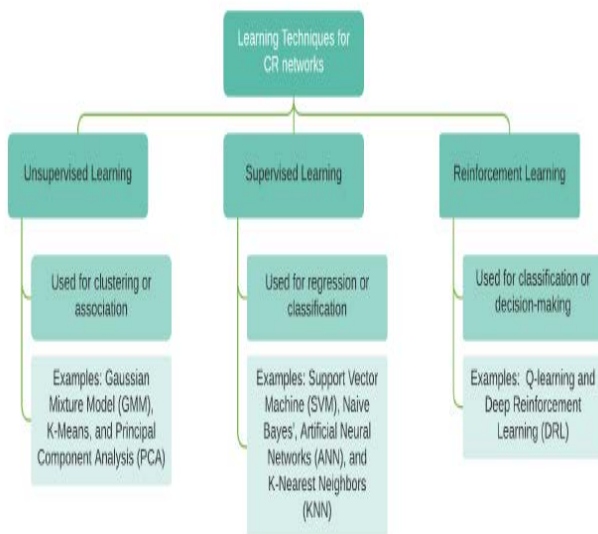 Learning Techniques for
CR networks
Unsupervised Learning
Supervised Learning
Reinforcement Learning
Used for clustering or
association
Used for regression or
classification
Used for classification or
decision-making
Examples: Gaussian
Mixture Model (GMM),
K-Means, and Principal
Component Analysis (PCA)
Examples: Support Vector
Machine (SVM), Naive
Bayes', Artificial Neural
Networks (ANN), and
K-Nearest Neighbors
(KNN)
Examples: Q-learning and
Deep Reinforcement
Learning (DRL)